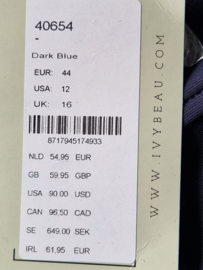 40654
-
Dark Blue
EUR: 44
USA: 12
UK: 16
8717945174933
NLD 54,95 EUR
GB 59.95 GBP
USA 90.00 USD
CAN 96.50 CAD
SE 649.00 SEK
IRL 61,95 EUR
WWW.IVYBEAU.COM